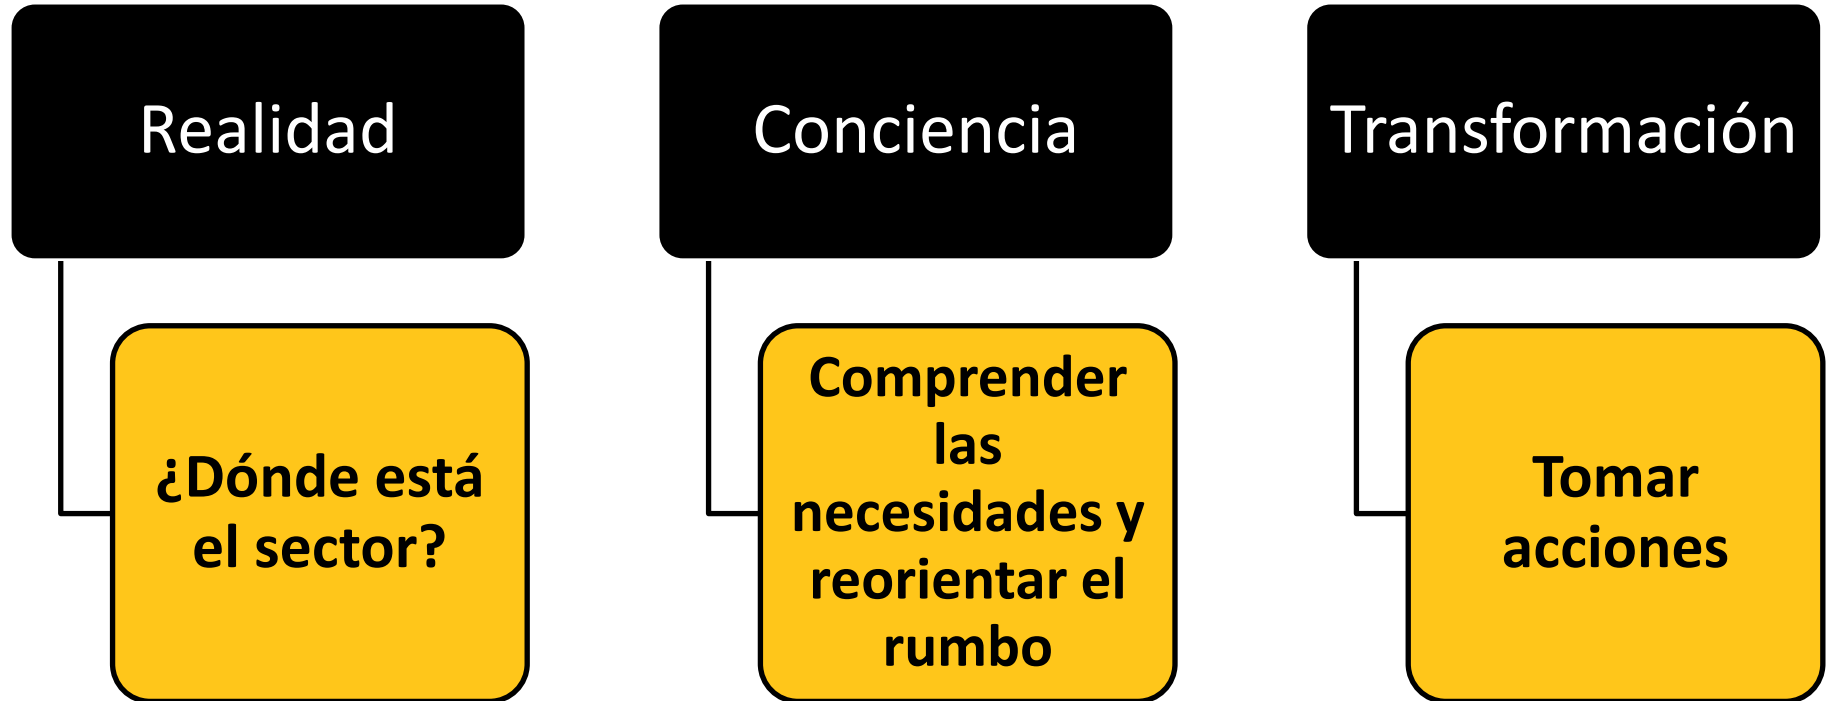 Realidad
¿Dónde está
el sector?
Conciencia
Comprender
las
necesidades y
reorientar el
rumbo
Transformación
Tomar
acciones